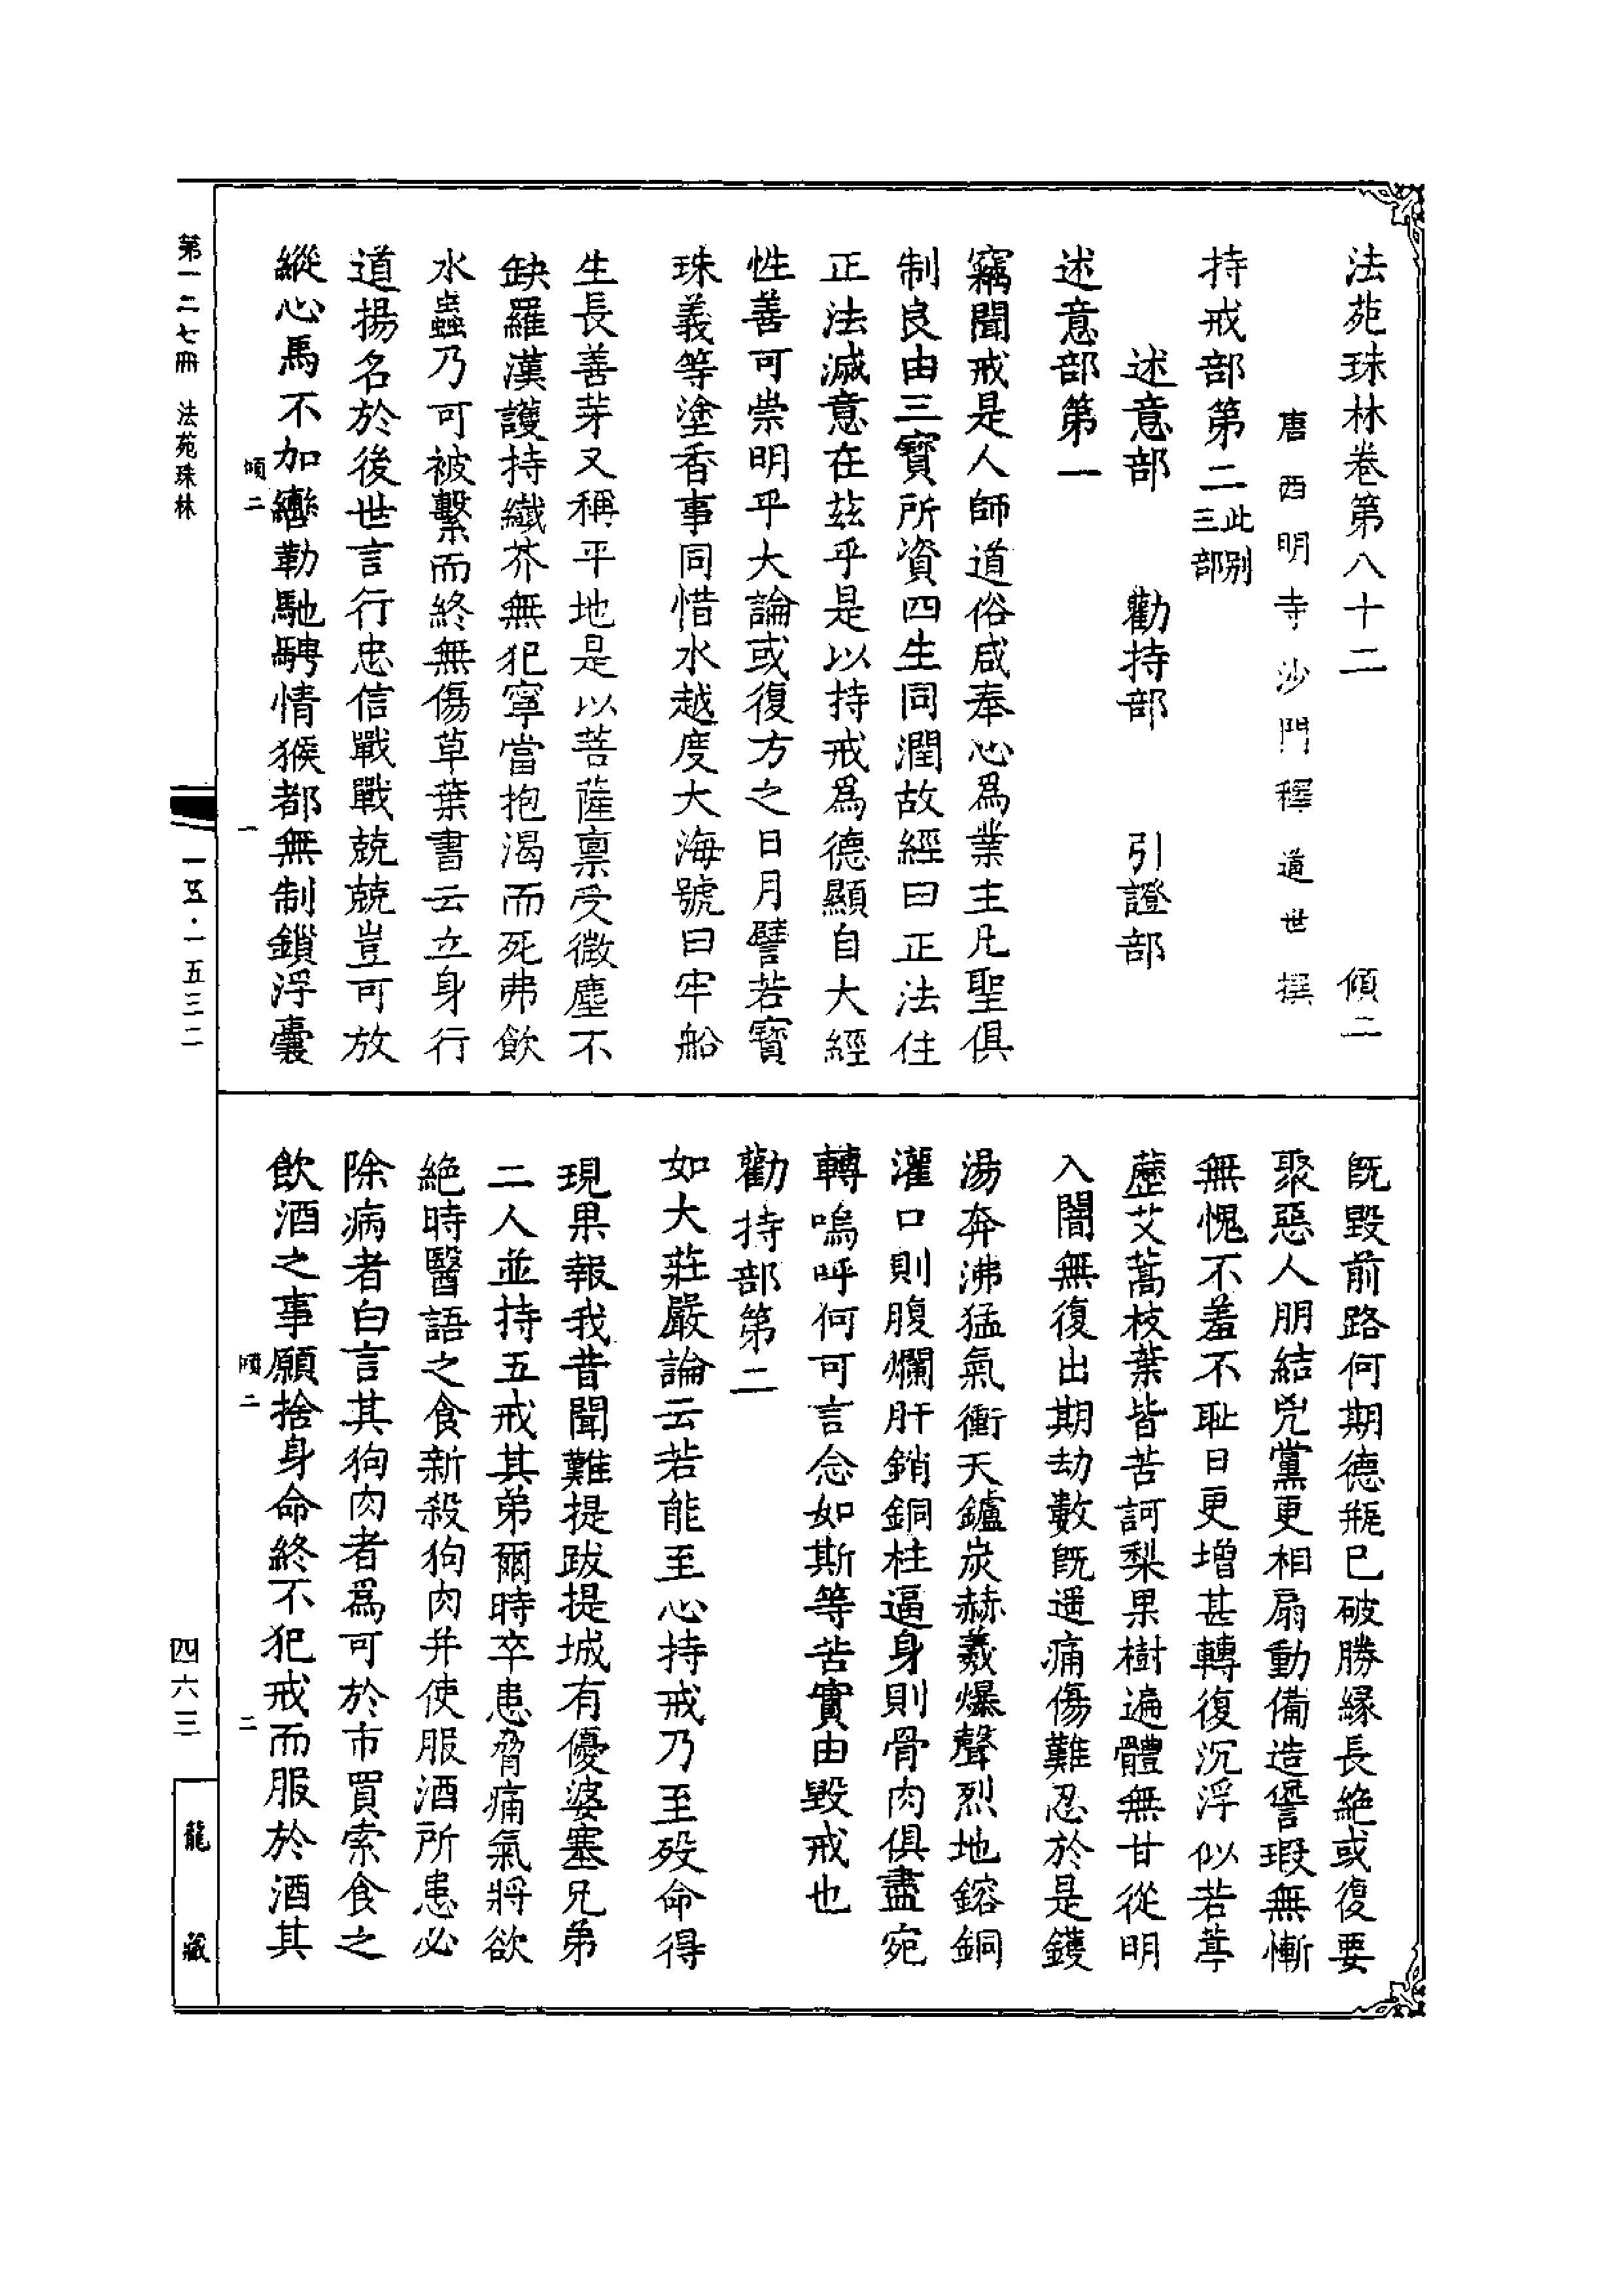 法苑珠林卷第八十二　傾二
唐西明寺沙門釋道世撰
持戒部第二此別三部
述意部　勸持部　引證部
述意部第一
竊聞戒是人師道俗咸奉心爲業主凡聖俱
制良由三寶所資四生同潤故經曰正法住
正法滅意在兹乎是以持戒爲德顯自大經
性善可崇明乎大論或復方之日月譬若寶
珠義等塗香事同惜水越度大海號曰牢船
生長善芽又稱平地是以菩薩禀受微塵不
缺羅漢護持纖芥無犯寧當抱渴而死弗飲
水蟲乃可被繫而終無傷草葉書云立身行
道揚名於後世言行忠信戰戰兢兢豈可放
縱心馬不加轡勒馳騁情猴都無制鎖浮囊
傾二　一
既毀前路何期德瓶已破勝緣長絶或復要
聚惡人朋結兇黨更相扇動備造諐瑕無慚
無愧不羞不耻日更增甚轉復沉浮似若葶
藶艾蒿枝葉皆苦訶梨果樹遍體無甘從明
入闇無復出期劫數既遥痛傷難忍於是鑊
湯奔沸猛氣衝天鑪炭赫羲爆聲烈地鎔銅
灌口則腹爛肝銷銅柱逼身則骨肉俱盡宛
轉嗚呼何可言念如斯等苦實由毀戒也
勸持部第二
如大莊嚴論云若能至心持戒乃至殁命得
現果報我昔聞難提跋提城有優婆塞兄弟
二人並持五戒其弟爾時卒患脅痛氣將欲
絶時醫語之食新殺狗肉并使服酒所患必
除病者白言其狗肉者爲可於市買索食之
飲酒之事願捨身命終不犯戒而服於酒其
傾二　二
第一二七冊　法苑珠林
一五·一五三二
四六三
龍藏